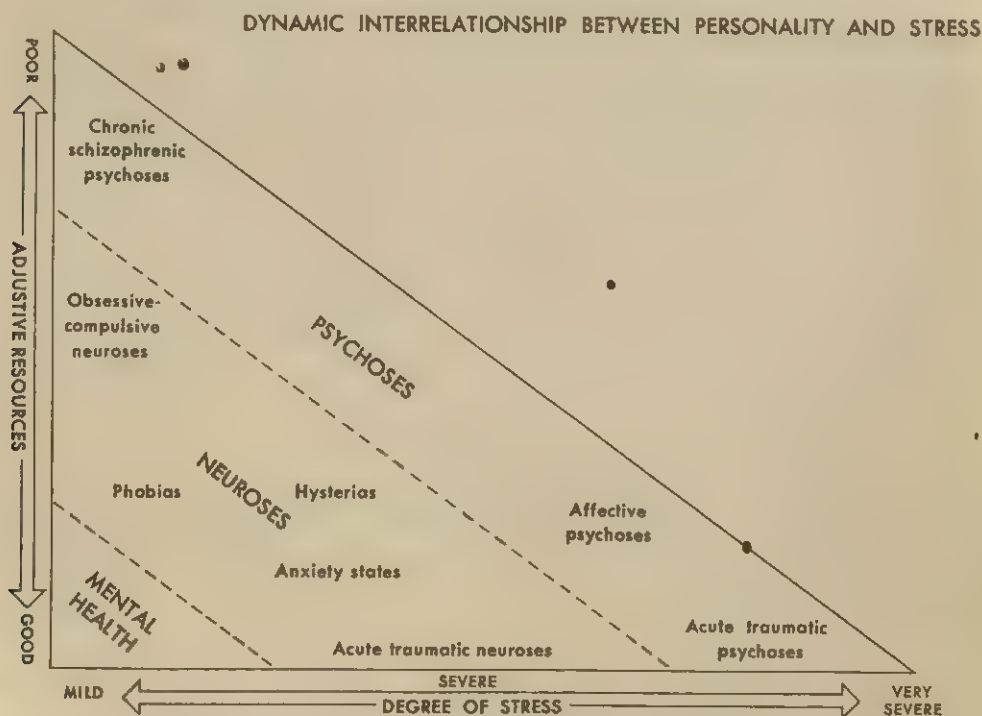 DYNAMIC INTERRELATIONSHIP BETWEEN PERSONALITY AND STRESS
POOR
ADJUSTIVE RESOURCES
GOOD
Chronic
schizophrenic
psychoses
Obsessive-
compulsive
neuroses
PSYCHOSES
NEUROSES
Phobias
Hysterias
Affective
psychoses
Anxiety states
MENTAL
HEALTH
Acute traumatic neuroses
Acute traumatic
psychoses
MILD
SEVERE
VERY
SEVERE
DEGREE OF STRESS